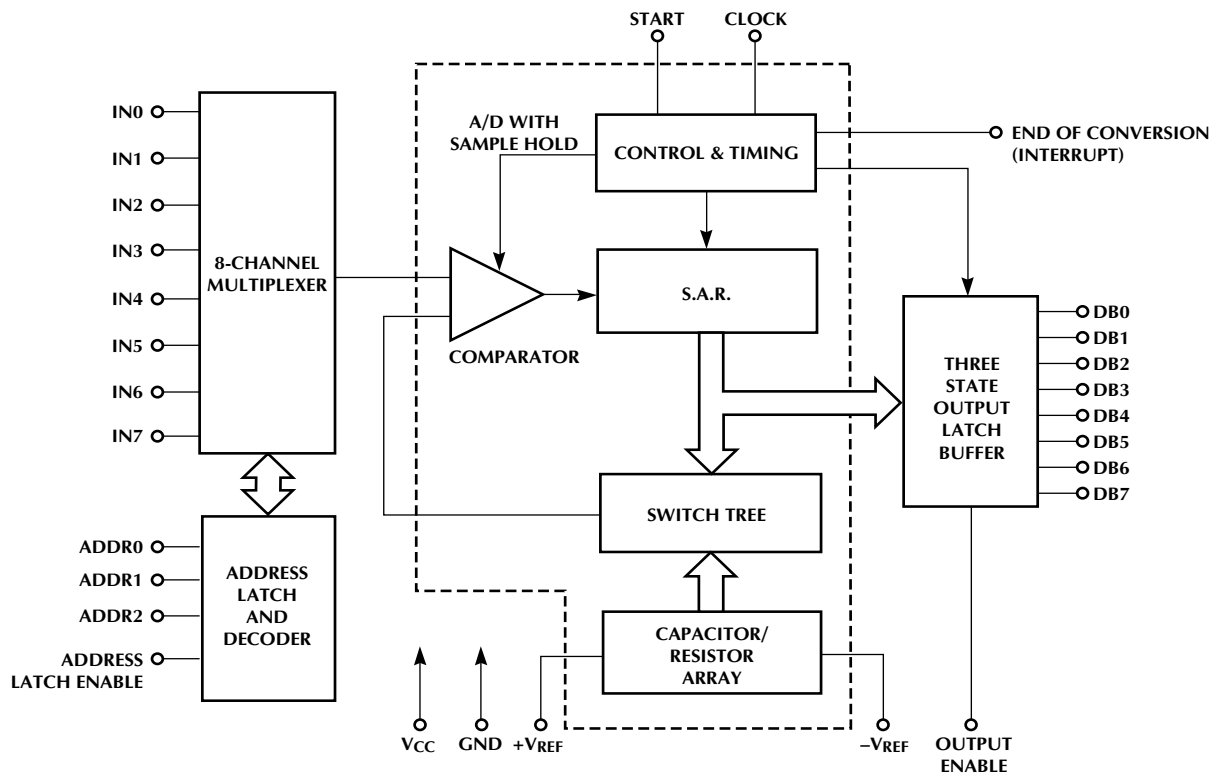 START
CLOCK
IN0
IN1
IN2
IN3
IN4
IN5
IN6
IN7
8-CHANNEL
MULTIPLEXER
A/D WITH
SAMPLE HOLD
CONTROL & TIMING
END OF CONVERSION
(INTERRUPT)
COMPARATOR
S.A.R.
THREE
STATE
OUTPUT
LATCH
BUFFER
DB0
DB1
DB2
DB3
DB4
DB5
DB6
DB7
SWITCH TREE
ADDR0
ADDR1
ADDR2
ADDRESS
LATCH ENABLE
ADDRESS
LATCH
AND
DECODER
CAPACITOR/
RESISTOR
ARRAY
VCC
GND
+VREF
–VREF
OUTPUT
ENABLE